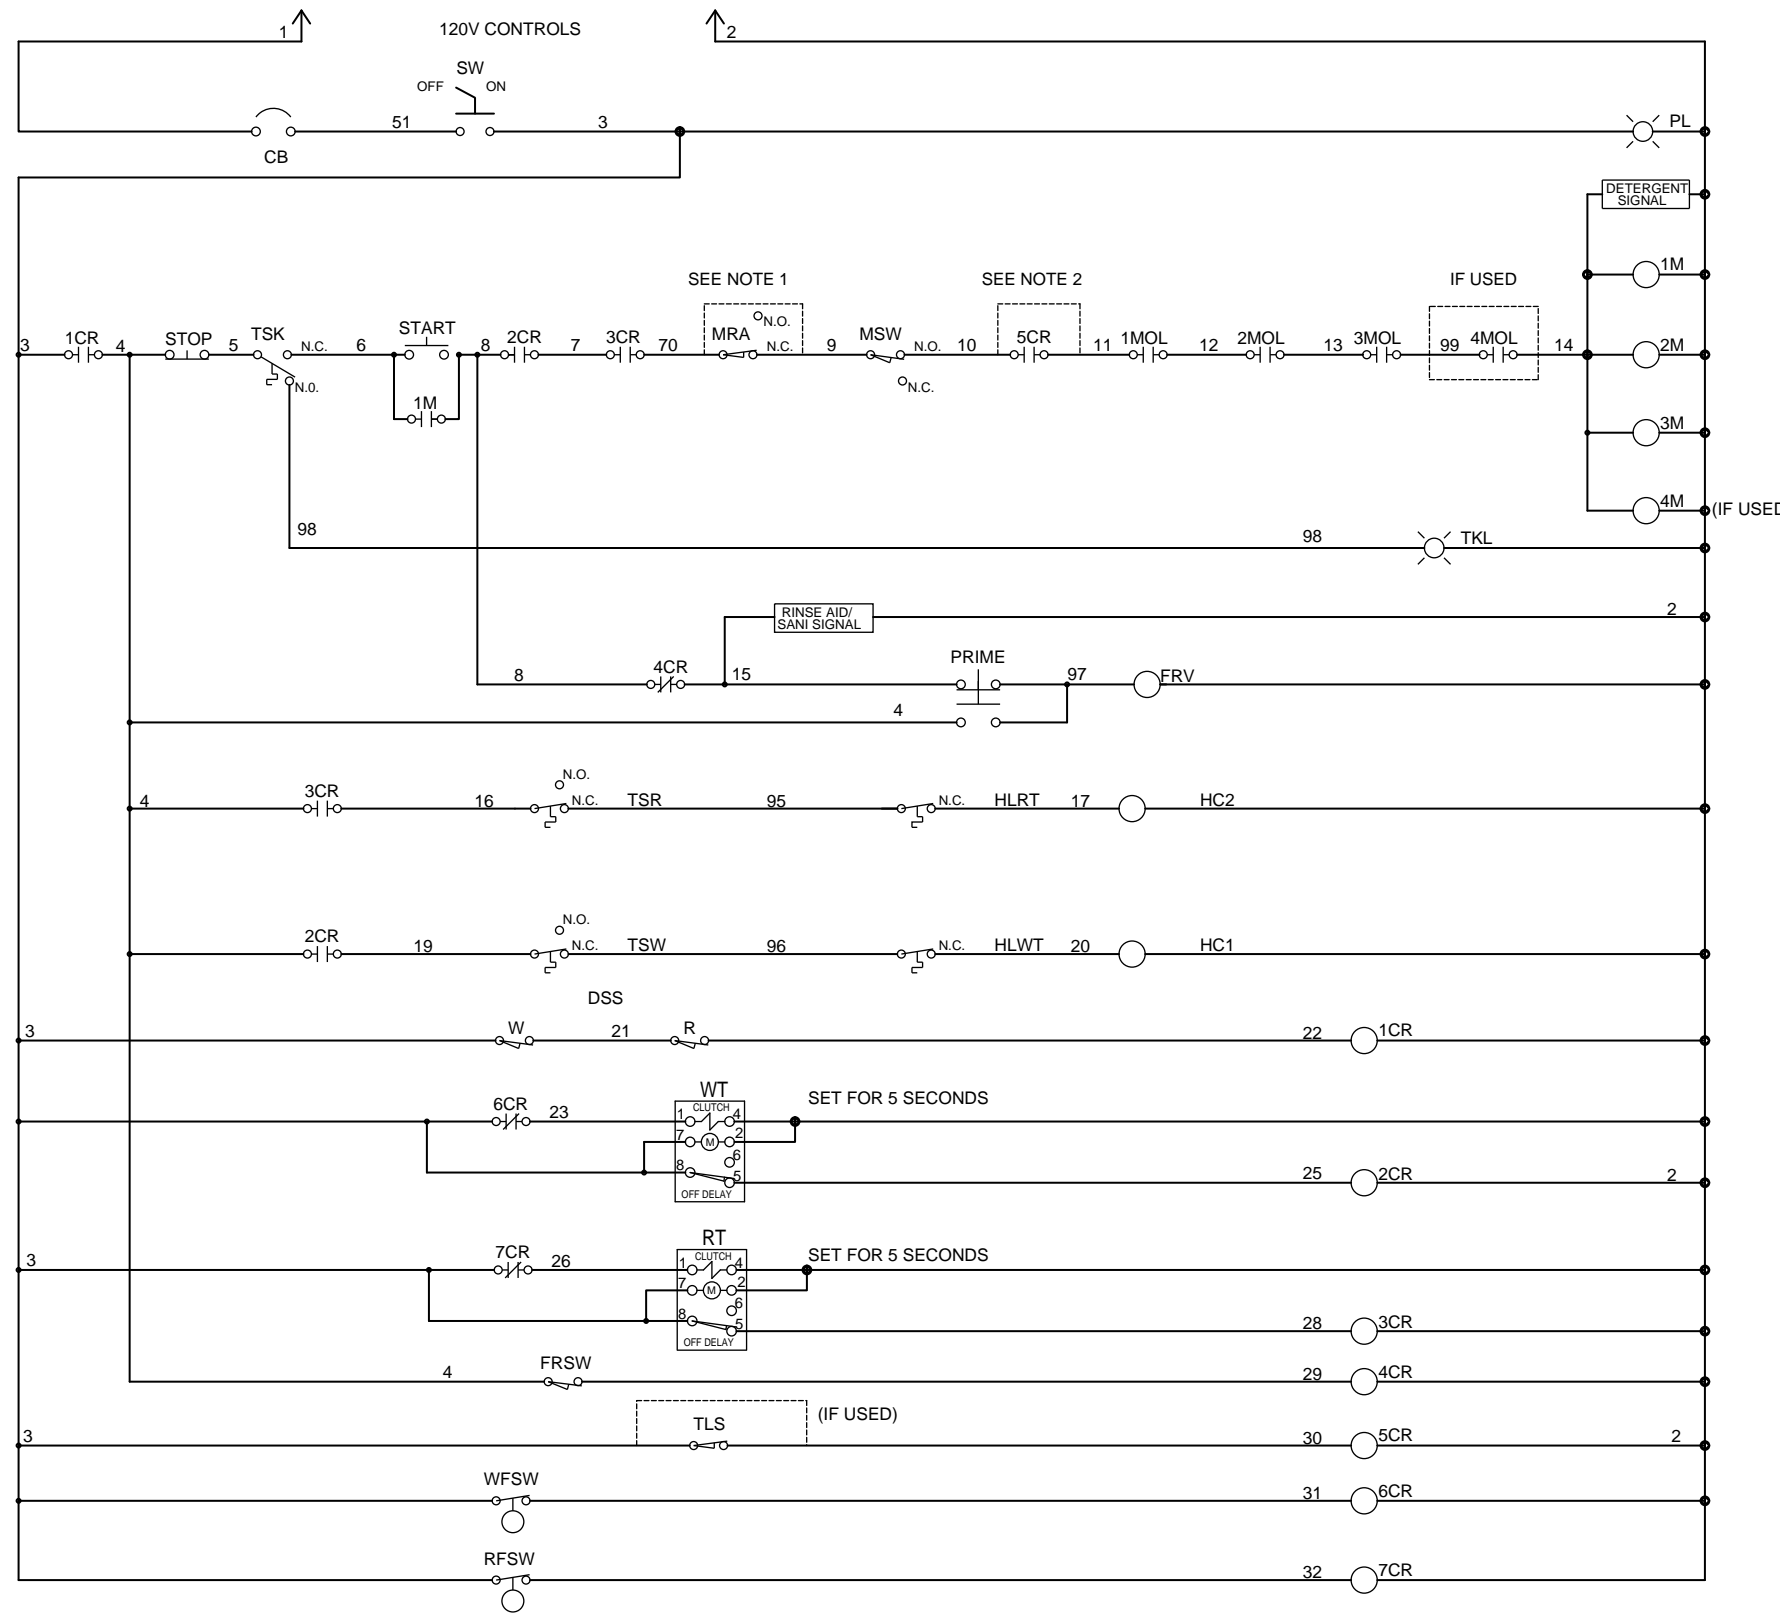 1 120V CONTROLS 2
SW
OFF ON
51 3 PL
CB
DETERGENT
SIGNAL
1M
SEE NOTE 1 SEE NOTE 2 IF USED
N.O.
3 1CR 4 STOP 5 TSK N.C. 6 START 8 2CR 7 3CR 70 MRA N.C. 9 MSW N.O. 10 5CR 11 1MOL 12 2MOL 13 3MOL 99 4MOL 14 2M
N.0. N.C.
1M 3M
4M (IF USED
98 98 TKL
RINSE AID/
SANI SIGNAL 2
PRIME
8 4CR 15 97 FRV
4
N.O.
4 3CR 16 N.C. TSR 95 N.C. HLRT 17 HC2
N.O.
2CR 19 N.C. TSW 96 N.C. HLWT 20 HC1
DSS
3 W 21 R 22 1CR
WT
SET FOR 5 SECONDS
6CR 23 1 CLUTCH 4
7 M 2
6
8 5 25 2CR 2
OFF DELAY
RT
SET FOR 5 SECONDS
3 7CR 26 1 CLUTCH 4
7 M 2
6
8 5 28 3CR
OFF DELAY
4 FRSW 29 4CR
(IF USED)
3 TLS 30 5CR 2
WFSW
31 6CR
RFSW
32 7CR